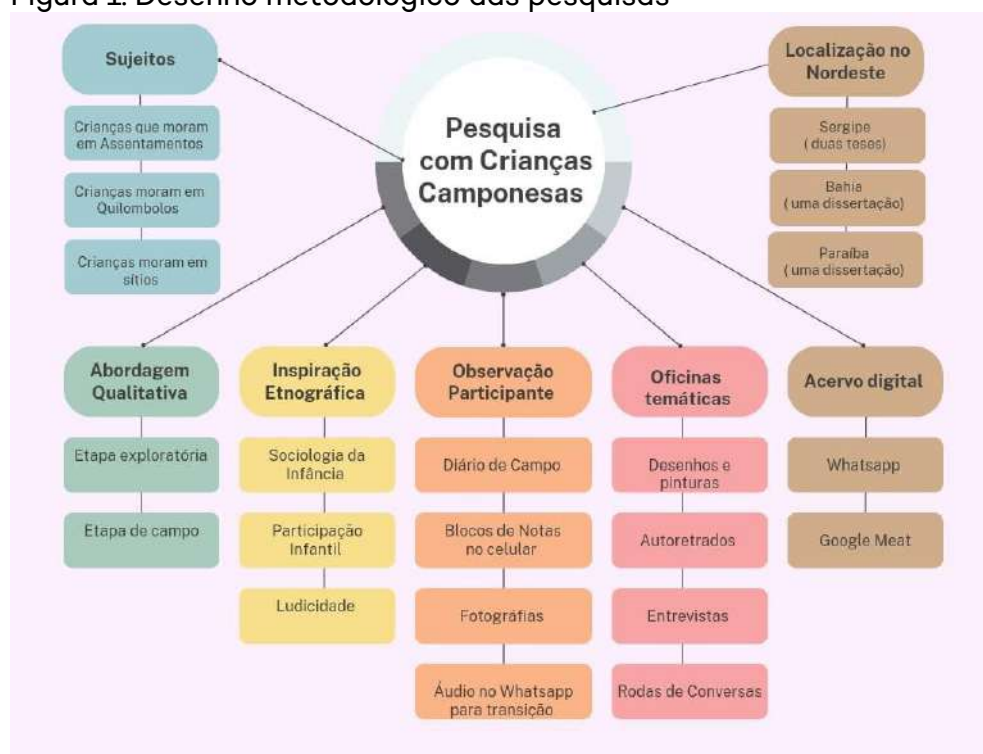 Figura 1. Desenho metodológico das pesquisas
Sujeitos
Crianças que moram
em Assentamentos
Crianças moram em
Quilombolos
Crianças moram em
sítios
Pesquisa
com Crianças
Camponesas
Localização no
Nordeste
Sergipe
( duas teses)
Bahia
( uma dissertação)
Paraíba
( uma dissertação)
Abordagem
Qualitativa
Etapa exploratória
Etapa de campo
Inspiração
Etnográfica
Sociologia da
Infância
Participação
Infantil
Ludicidade
Observação
Participante
Diário de Campo
Blocos de Notas
no celular
Fotográfias
Áudio no Whatsapp
para transição
Oficinas
temáticas
Desenhos e
pinturas
Autoretrados
Entrevistas
Rodas de Conversas
Acervo digital
Whatsapp
Google Meat